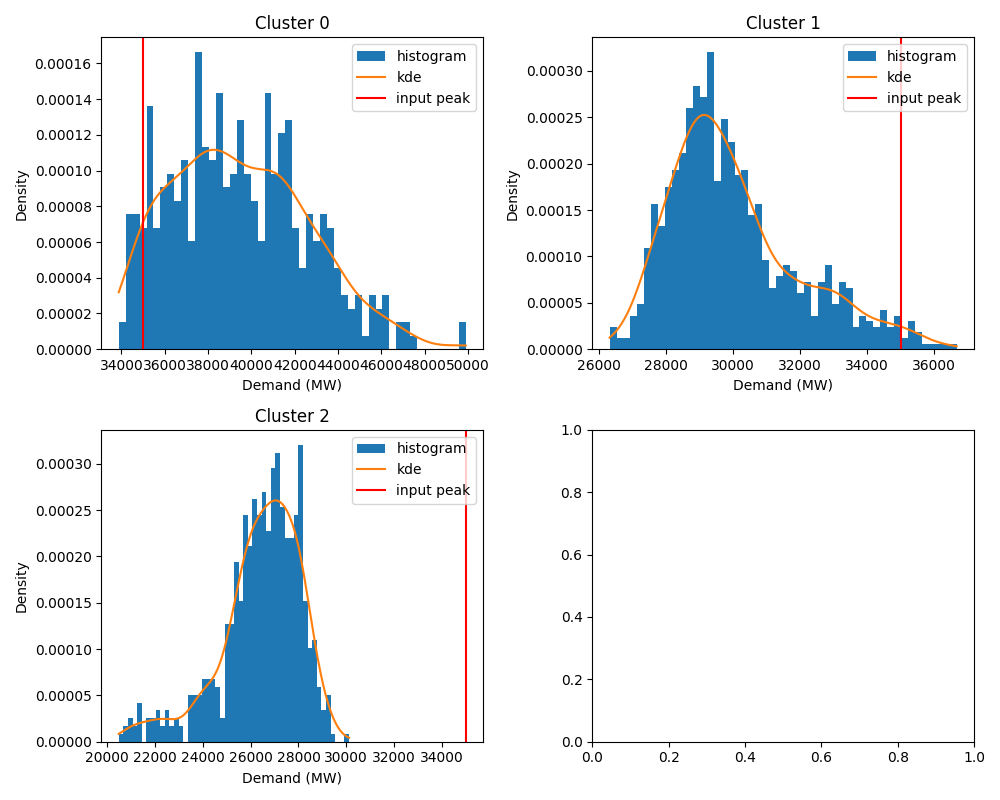 Cluster 0
0.00016
0.00014
0.00012
0.00010
0.00008
0.00006
0.00004
0.00002
0.00000
Density
histogram
kde
input peak
34000 36000 38000 40000 42000 44000 46000 48000 50000
Demand (MW)
Cluster 1
0.00030
0.00025
0.00020
0.00015
0.00010
0.00005
0.00000
Density
histogram
kde
input peak
26000 28000 30000 32000 34000 36000
Demand (MW)
Cluster 2
0.00030
0.00025
0.00020
0.00015
0.00010
0.00005
0.00000
Density
histogram
kde
input peak
20000 22000 24000 26000 28000 30000 32000 34000
Demand (MW)
1.0
0.8
0.6
0.4
0.2
0.0
0.0 0.2 0.4 0.6 0.8 1.0